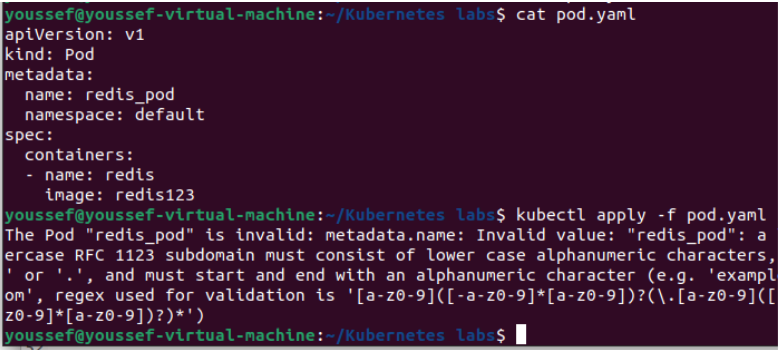 youssef@youssef-virtual-machine:~/Kubernetes labs$ cat pod.yaml
apiVersion: v1
kind: Pod
metadata:
  name: redis_pod
  namespace: default
spec:
  containers:
  - name: redis
    image: redis123
youssef@youssef-virtual-machine:~/Kubernetes labs$ kubectl apply -f pod.yaml
The Pod "redis_pod" is invalid: metadata.name: Invalid value: "redis_pod": a
ercase RFC 1123 subdomain must consist of lower case alphanumeric characters,
' or '.', and must start and end with an alphanumeric character (e.g. 'exampl
om', regex used for validation is '[a-z0-9]([-a-z0-9]*[a-z0-9])?(\.[a-z0-9]([
z0-9]*[a-z0-9])?)*')
youssef@youssef-virtual-machine:~/Kubernetes labs$